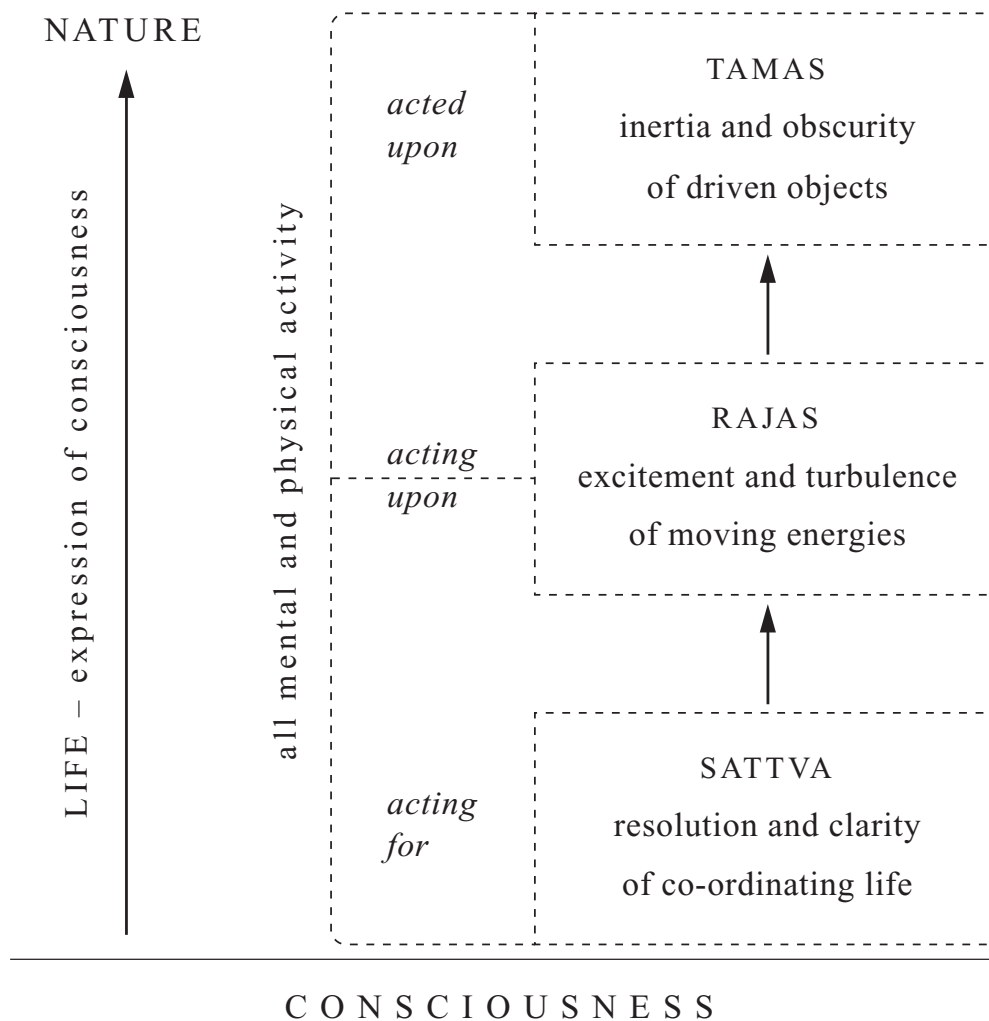 NATURE
LIFE – expression of consciousness
all mental and physical activity
acted
upon
TAMAS
inertia and obscurity
of driven objects
acting
upon
RAJAS
excitement and turbulence
of moving energies
acting
for
SATTVA
resolution and clarity
of co-ordinating life
CONSCIOUSNESS